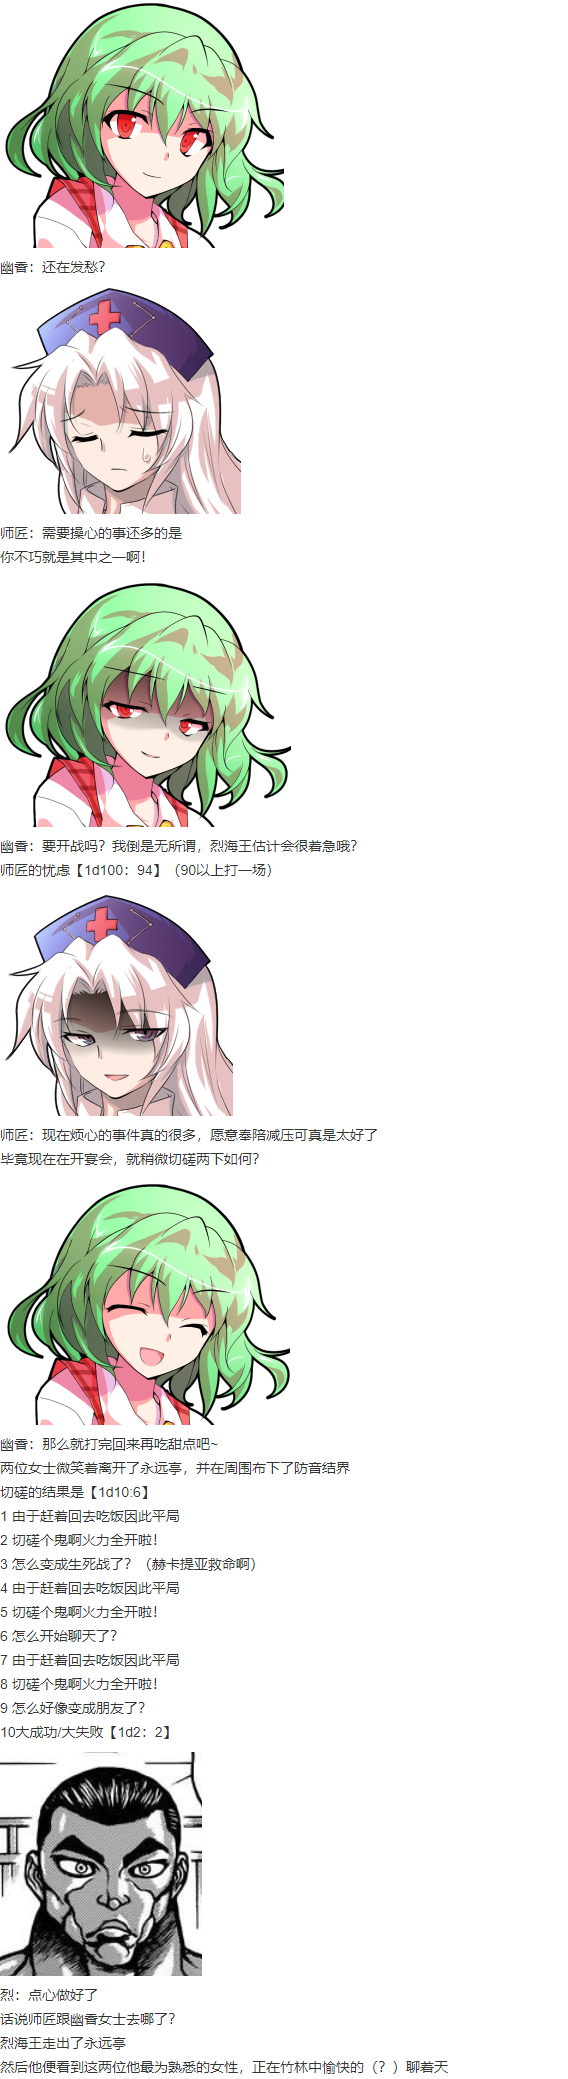 幽香：还在发愁？
师匠：需要操心的事还多的是
你不巧就是其中之一啊！
幽香：要开战吗？我倒是无所谓，烈海王估计会很着急哦？
师匠的忧虑【1d100：94】（90以上打一场）
师匠：现在烦心的事件真的很多，愿意奉陪减压可真是太好了
毕竟现在在开宴会，就稍微切磋两下如何？
幽香：那么就打完回来再吃甜点吧~
两位女士微笑着离开了永远亭，并在周围布下了防音结界
切磋的结果是【1d10:6】
1 由于赶着回去吃饭因此平局
2 切磋个鬼啊火力全开啦！
3 怎么变成生死战了？（赫卡提亚救命啊）
4 由于赶着回去吃饭因此平局
5 切磋个鬼啊火力全开啦！
6 怎么开始聊天了？
7 由于赶着回去吃饭因此平局
8 切磋个鬼啊火力全开啦！
9 怎么好像变成朋友了？
10大成功/大失败【1d2：2】
烈：点心做好了
话说师匠跟幽香女士去哪了？
烈海王走出了永远亭
然后他便看到这两位他最为熟悉的女性，正在竹林中愉快的（？）聊着天